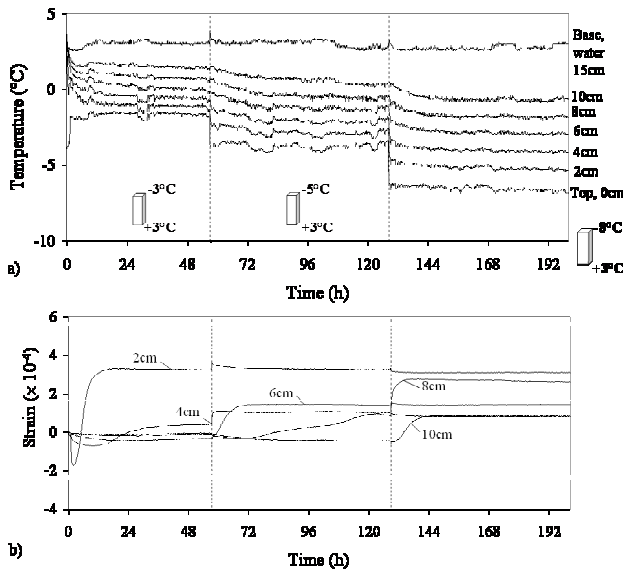 5
0
-5
-10
Temperature (°C)
Base,
water
15cm
10cm
8cm
6cm
4cm
2cm
Top, 0cm
-3°C
+3°C
-5°C
+3°C
+3°C
0 24 48 72 96 120 144 168 192
Time (h)
a)
6
4
2
0
-2
-4
Strain (x 10⁻⁴)
2cm
4cm
6cm
8cm
10cm
0 24 48 72 96 120 144 168 192
Time (h)
b)